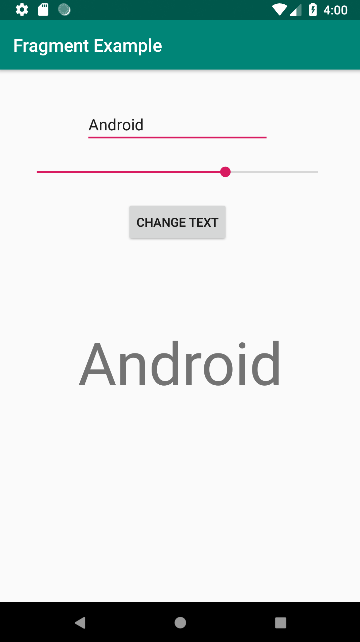 4:00
Fragment Example
Android
CHANGE TEXT
Android